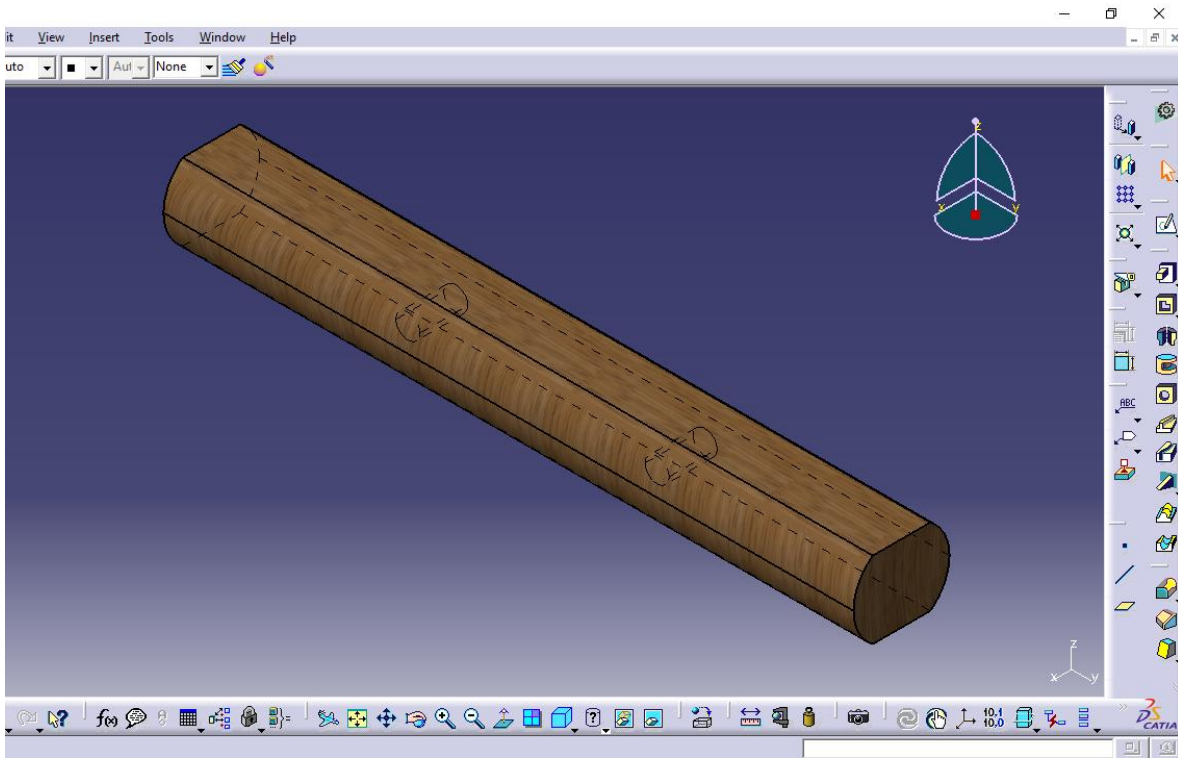 it View Insert Tools Window Help
uto Aut None
z
x y
ABC
z
x y
f(x) ? 10,1
10,0
CATIA